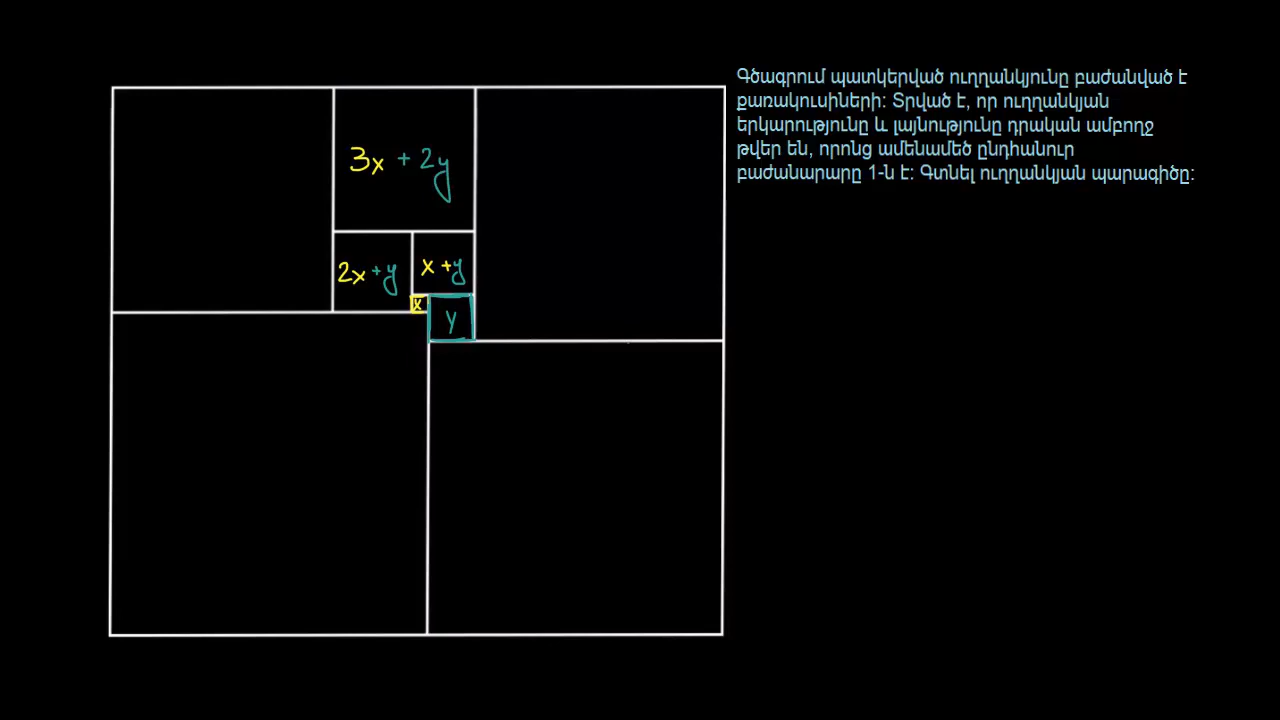 Գծագրում պատկերված ուղղանկյունը բաժանված է
քառակուսիների: Տրված է, որ ուղղանկյան
երկարությունը և լայնությունը դրական ամբողջ
թվեր են, որոնց ամենամեծ ընդհանուր
բաժանարարը 1-ն է: Գտնել ուղղանկյան պարագիծը:
3x + 2y
2x + y
x + y
x
y